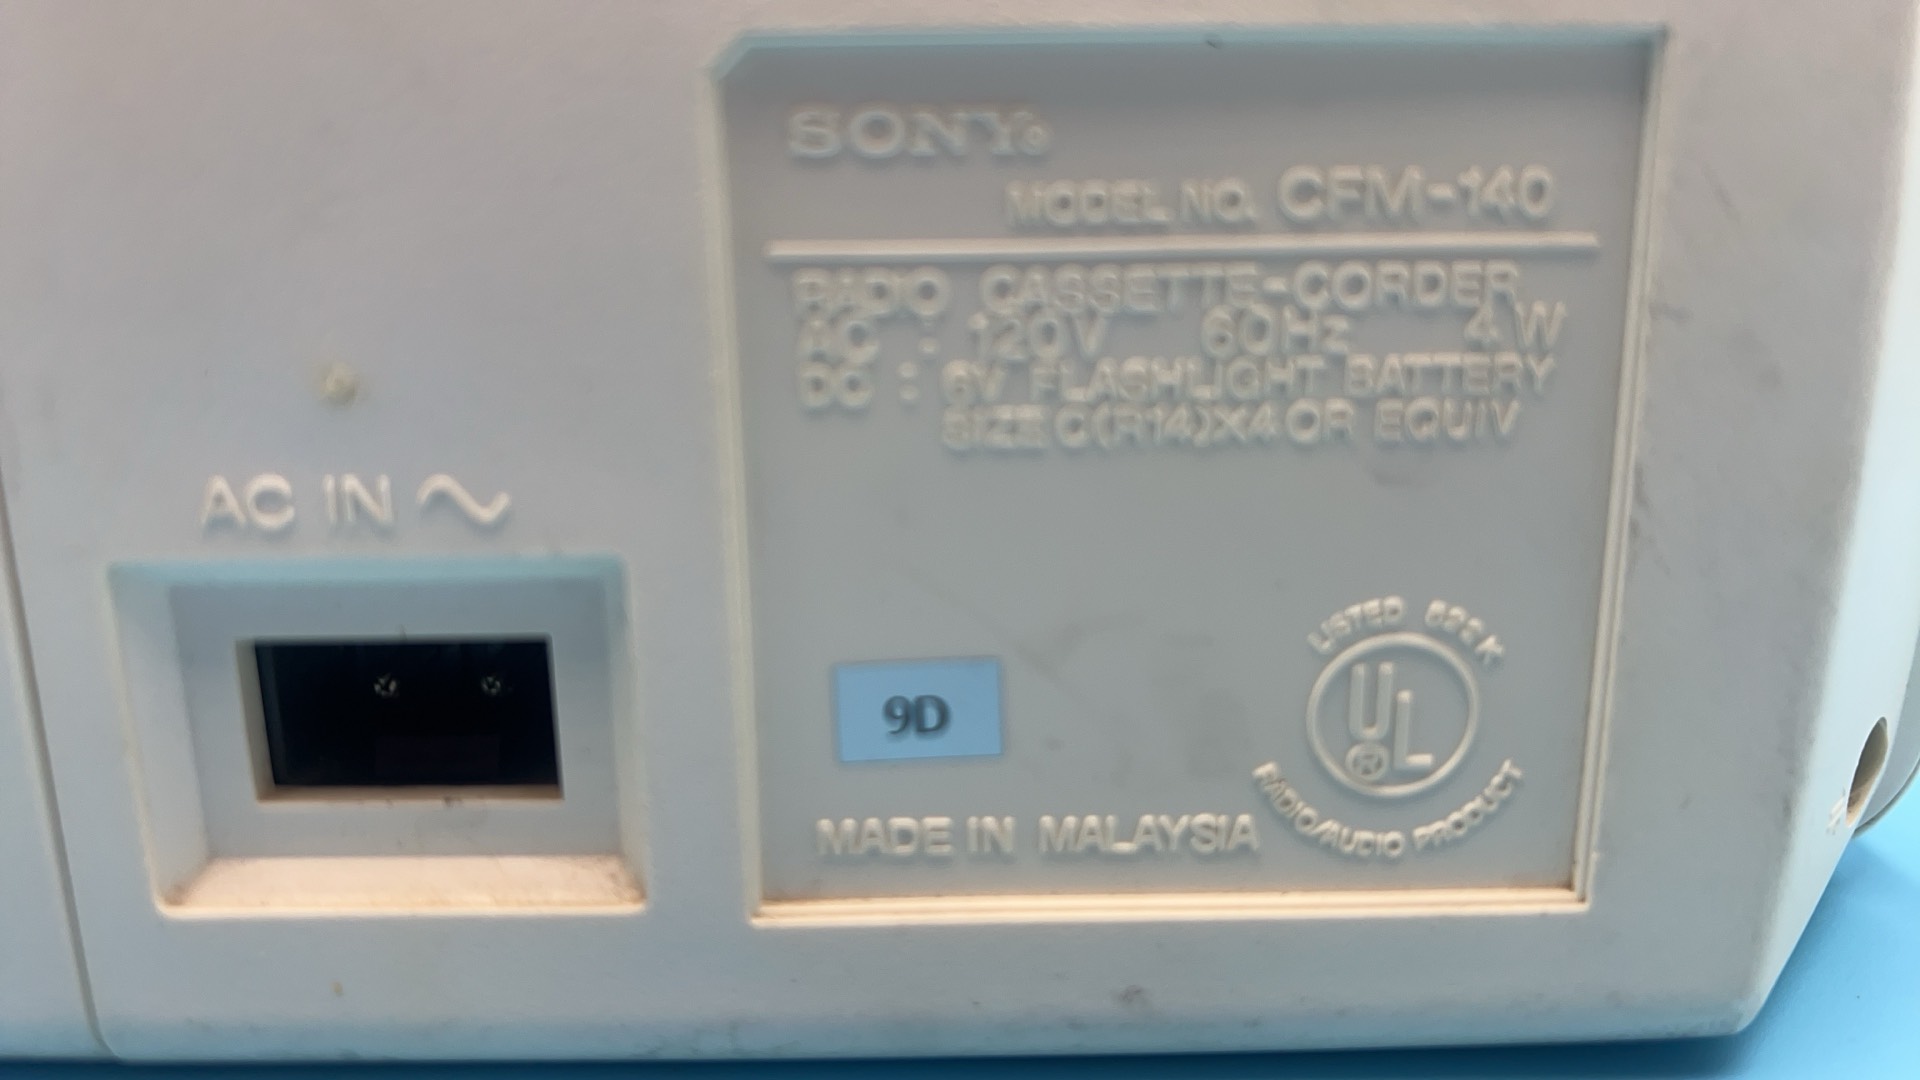 SONY®
MODEL NO. CFM-140
RADIO CASSETTE-CORDER
AC : 120V 60Hz 4W
DC : 6V FLASHLIGHT BATTERY
SIZE C(R14)X4 OR EQUIV
AC IN ~
9D
LISTED 622K
UL®
RADIO/AUDIO PRODUCT
MADE IN MALAYSIA